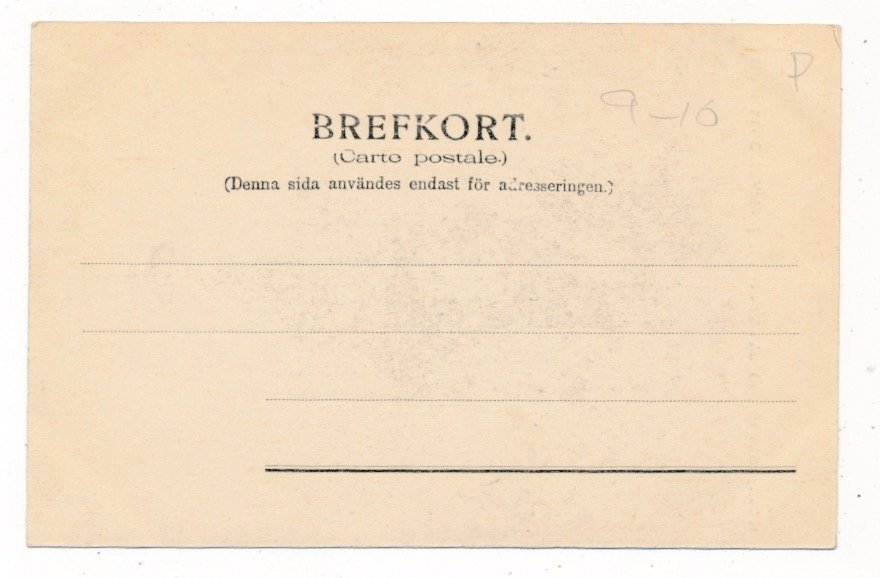 P
9-10
BREFKORT.
(Carte postale.)
(Denna sida användes endast för adresseringen.)